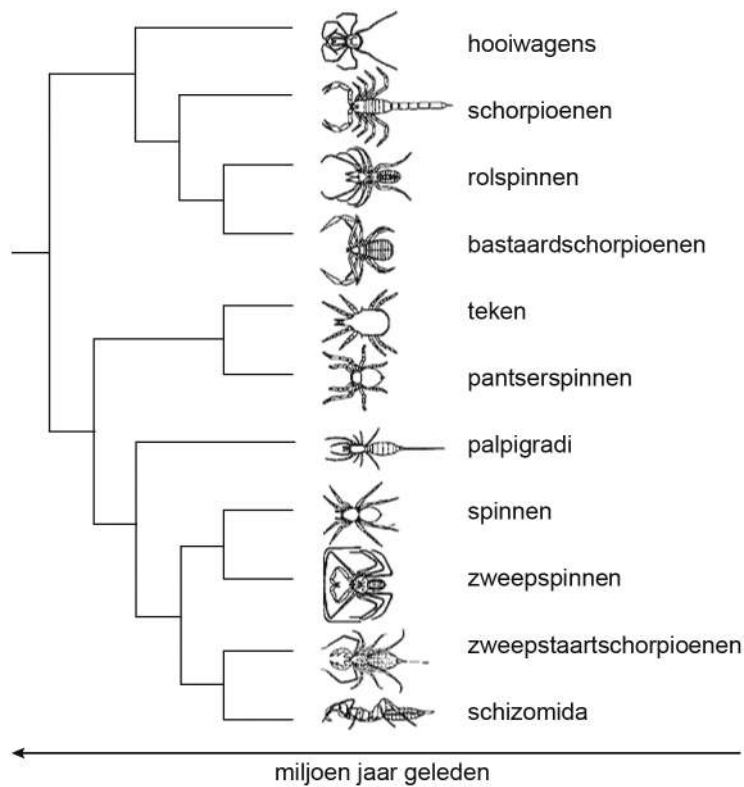 hooiwagens
schorpioenen
rolspinnen
bastaardschorpioenen
teken
pantserspinnen
palpigradi
spinnen
zweepspinnen
zweepstaartschorpioenen
schizomida
miljoen jaar geleden